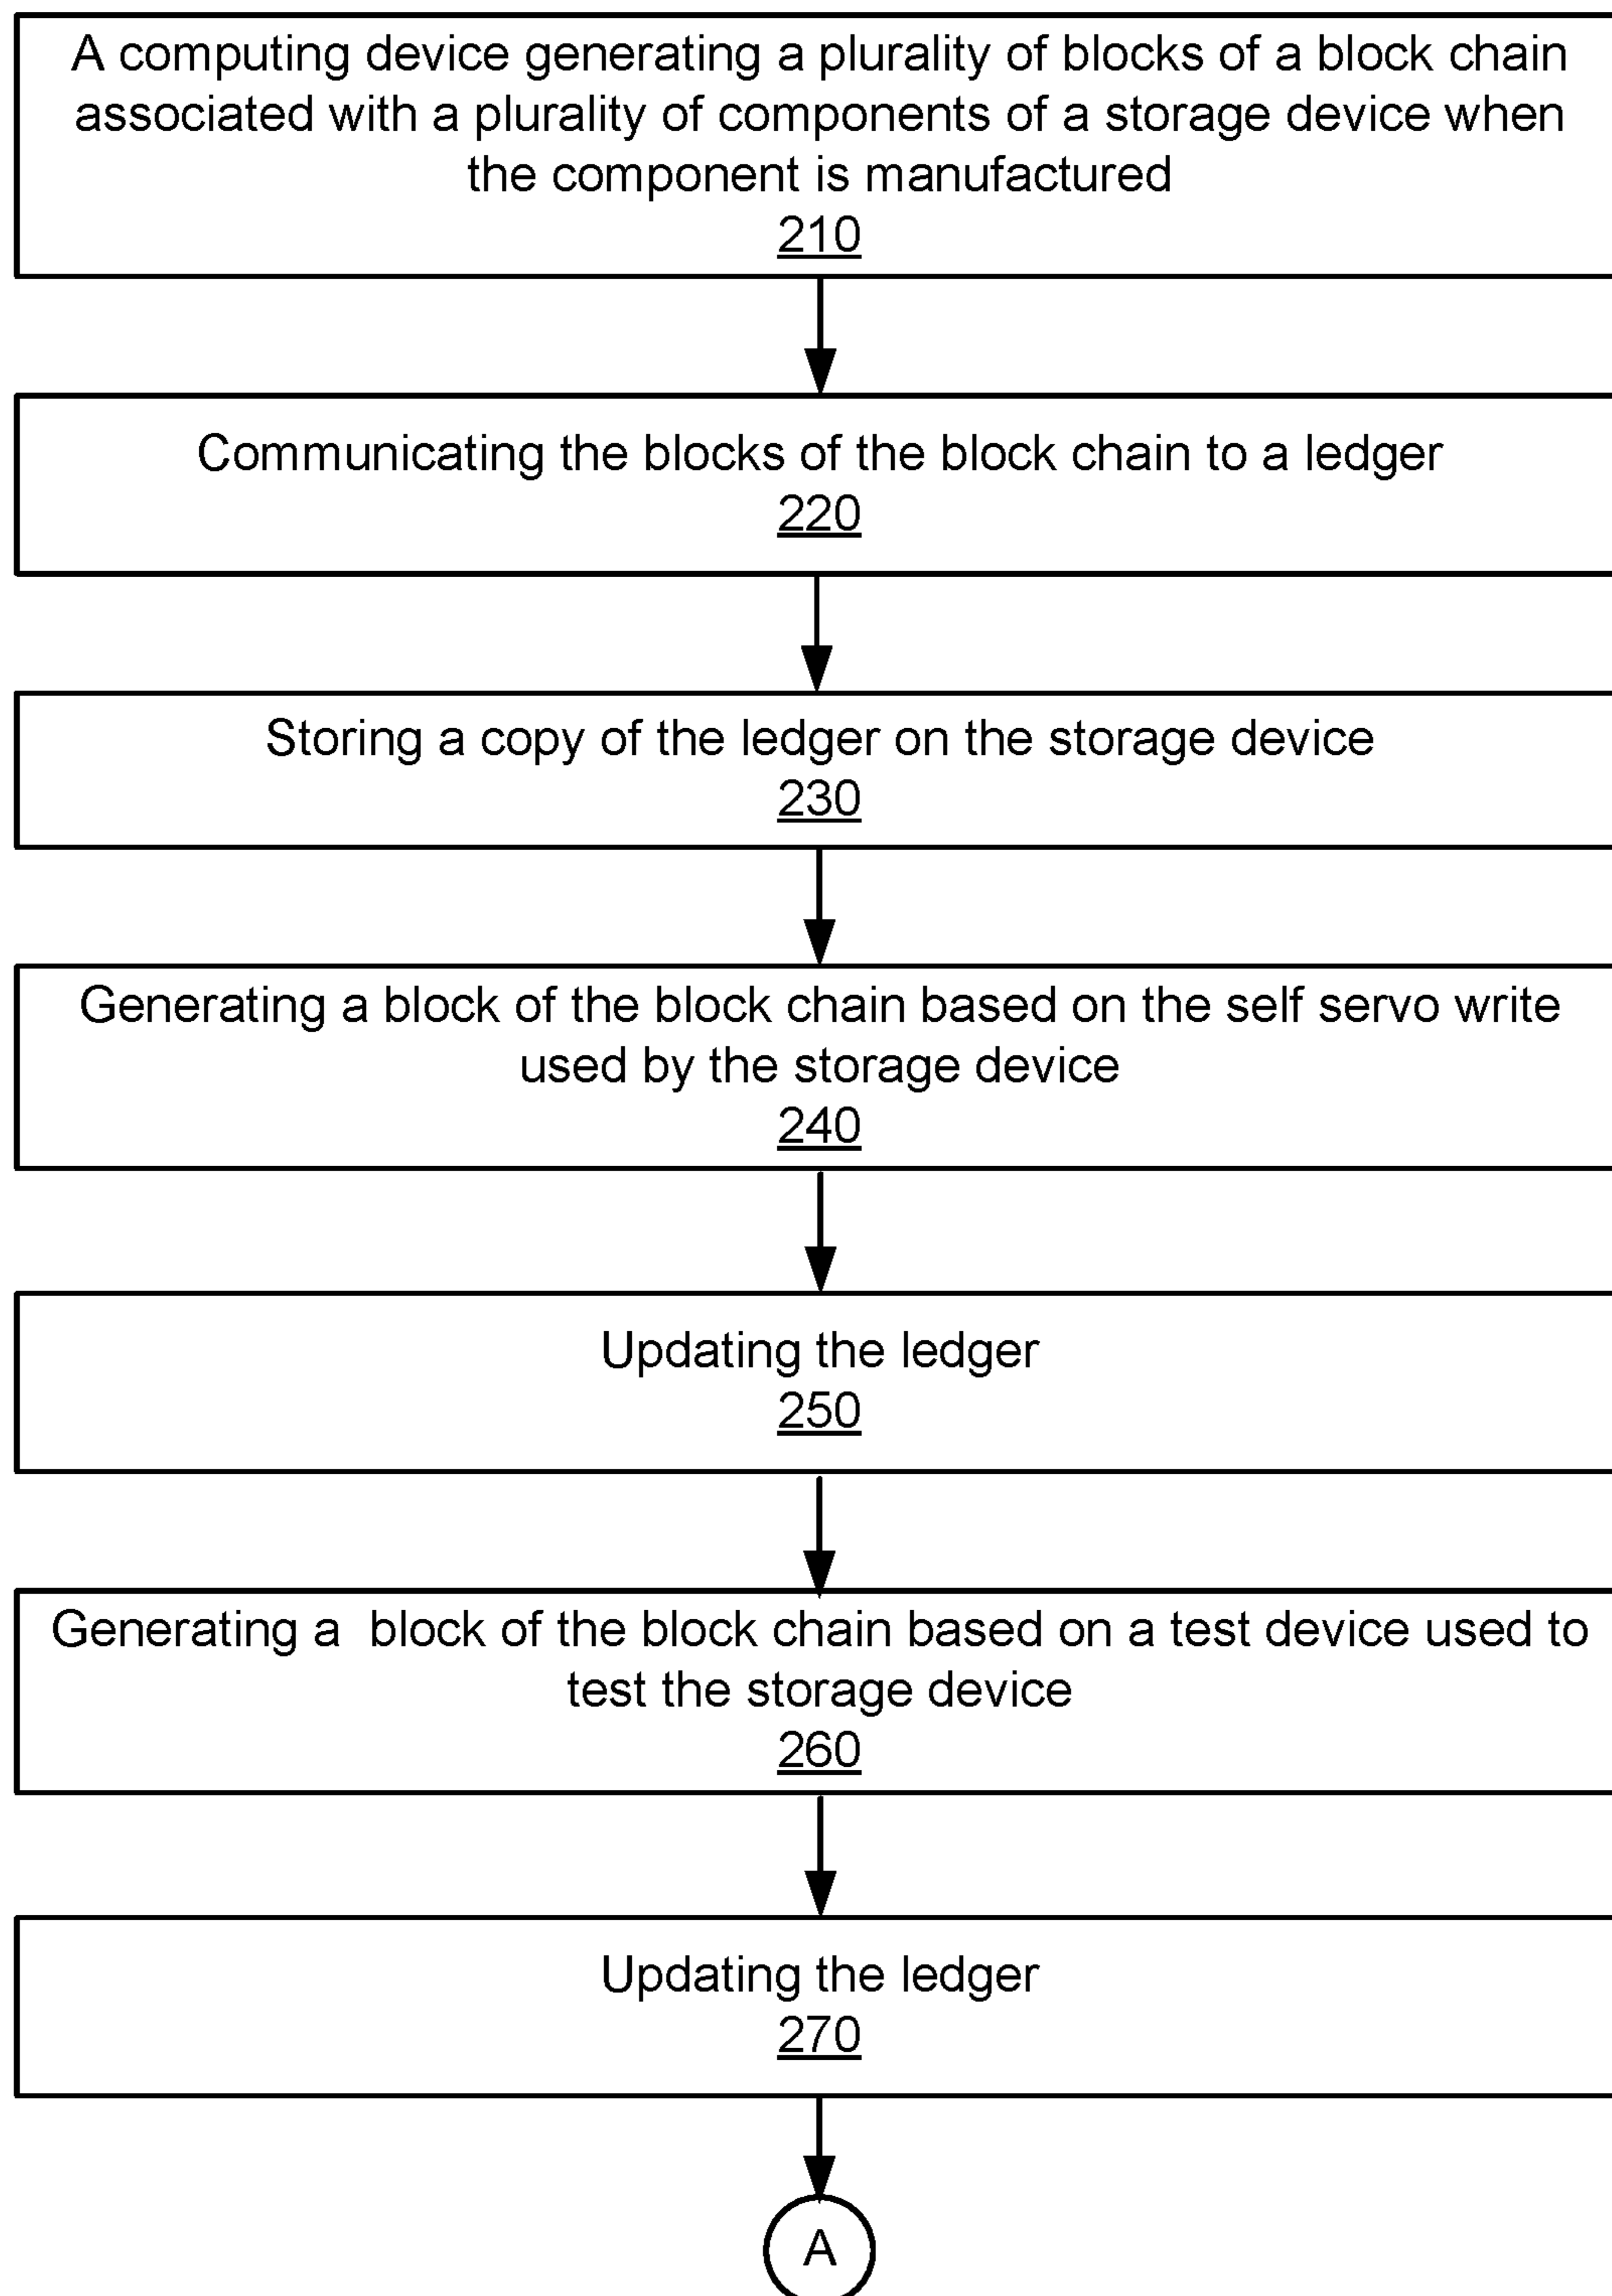 A computing device generating a plurality of blocks of a block chain
associated with a plurality of components of a storage device when
the component is manufactured
210
Communicating the blocks of the block chain to a ledger
220
Storing a copy of the ledger on the storage device
230
Generating a block of the block chain based on the self servo write
used by the storage device
240
Updating the ledger
250
Generating a  block of the block chain based on a test device used to
test the storage device
260
Updating the ledger
270
A